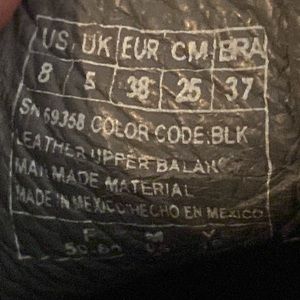 US UK EUR CM BRA
8 5 38 25 37
SN 69368 COLOR CODE:BLK
LEATHER UPPER BALANCE
MAN MADE MATERIAL
MADE IN MEXICO/HECHO EN MEXICO